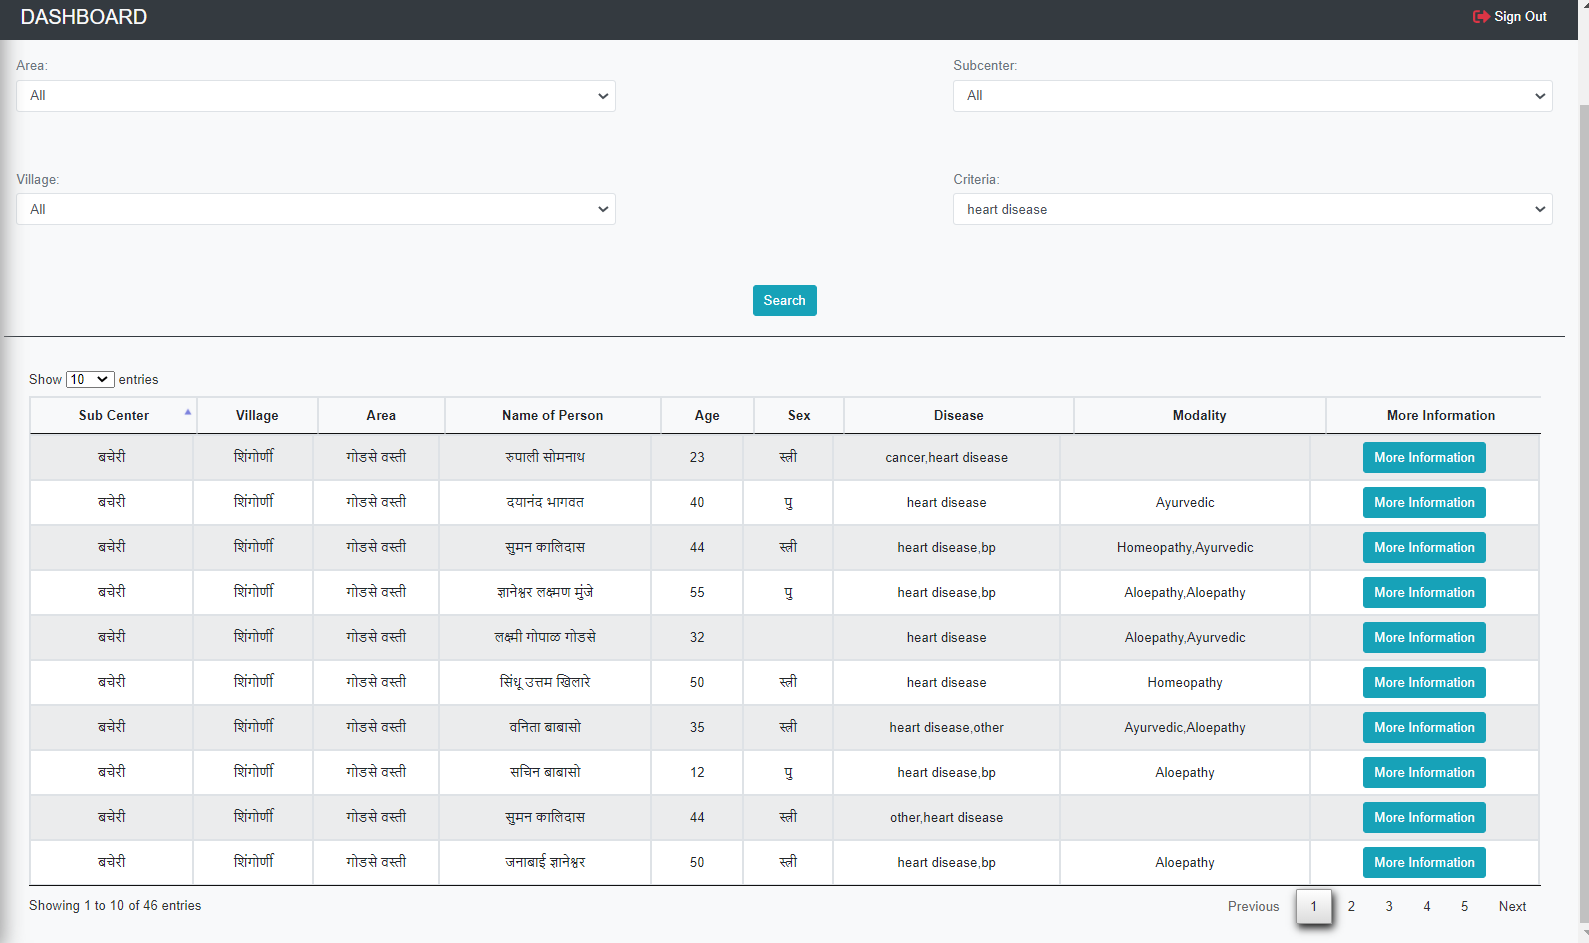 DASHBOARD Sign Out
Area: Subcenter:
All All
Village: Criteria:
All heart disease
Search
Show 10 entries
Sub Center Village Area Name of Person Age Sex Disease Modality More Information
बचेरी शिंगोर्णी गोडसे वस्ती रुपाली सोमनाथ 23 स्त्री cancer,heart disease More Information
बचेरी शिंगोर्णी गोडसे वस्ती दयानंद भागवत 40 पु heart disease Ayurvedic More Information
बचेरी शिंगोर्णी गोडसे वस्ती सुमन कालिदास 44 स्त्री heart disease,bp Homeopathy,Ayurvedic More Information
बचेरी शिंगोर्णी गोडसे वस्ती ज्ञानेश्वर लक्ष्मण मुंजे 55 पु heart disease,bp Aloepathy,Aloepathy More Information
बचेरी शिंगोर्णी गोडसे वस्ती लक्ष्मी गोपाळ गोडसे 32 heart disease Aloepathy,Ayurvedic More Information
बचेरी शिंगोर्णी गोडसे वस्ती सिंधू उत्तम खिलारे 50 स्त्री heart disease Homeopathy More Information
बचेरी शिंगोर्णी गोडसे वस्ती वनिता बाबासो 35 स्त्री heart disease,other Ayurvedic,Aloepathy More Information
बचेरी शिंगोर्णी गोडसे वस्ती सचिन बाबासो 12 पु heart disease,bp Aloepathy More Information
बचेरी शिंगोर्णी गोडसे वस्ती सुमन कालिदास 44 स्त्री other,heart disease More Information
बचेरी शिंगोर्णी गोडसे वस्ती जनाबाई ज्ञानेश्वर 50 स्त्री heart disease,bp Aloepathy More Information
Showing 1 to 10 of 46 entries Previous 1 2 3 4 5 Next